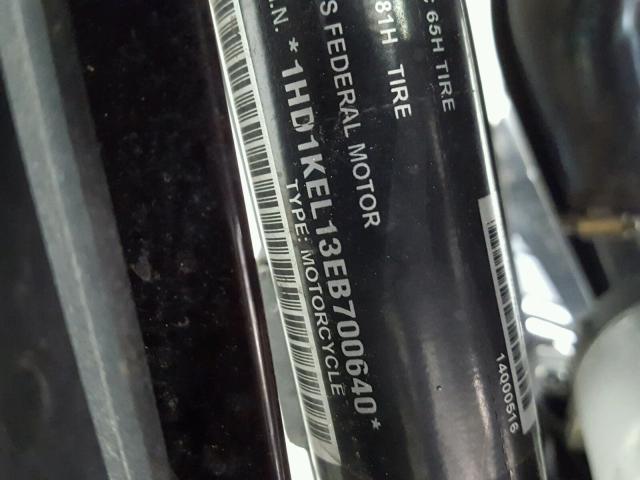 C 65H TIRE
81H TIRE
S FEDERAL MOTOR
I.N. *1HD1KEL13EB700640*
TYPE: MOTORCYCLE
14000516